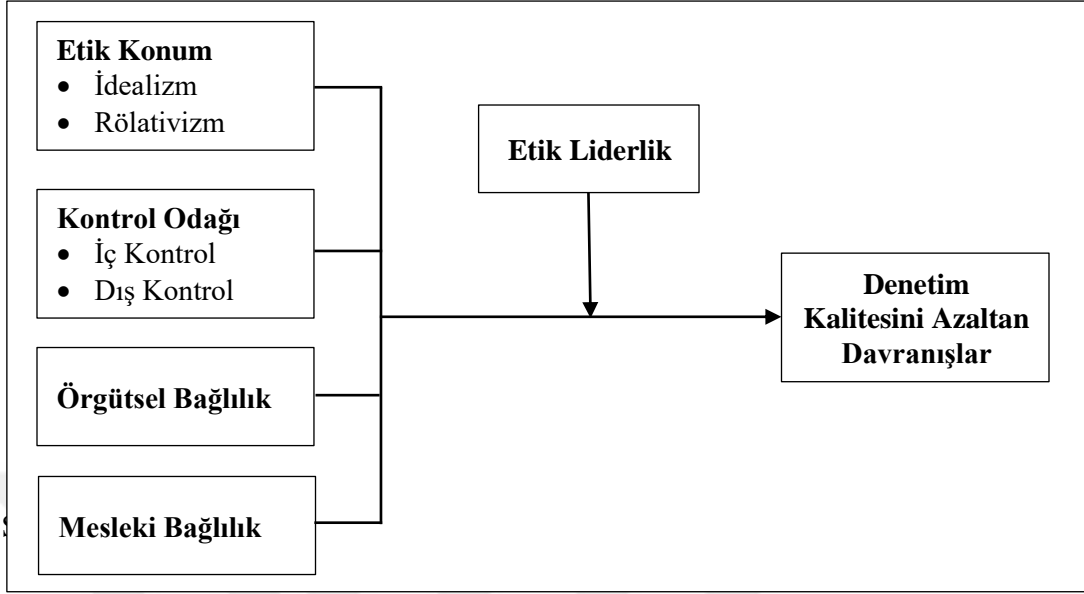 Etik Konum
• İdealizm
• Rölativizm
Etik Liderlik
Kontrol Odağı
• İç Kontrol
• Dış Kontrol
Denetim
Kalitesini Azaltan
Davranışlar
Örgütsel Bağlılık
Mesleki Bağlılık